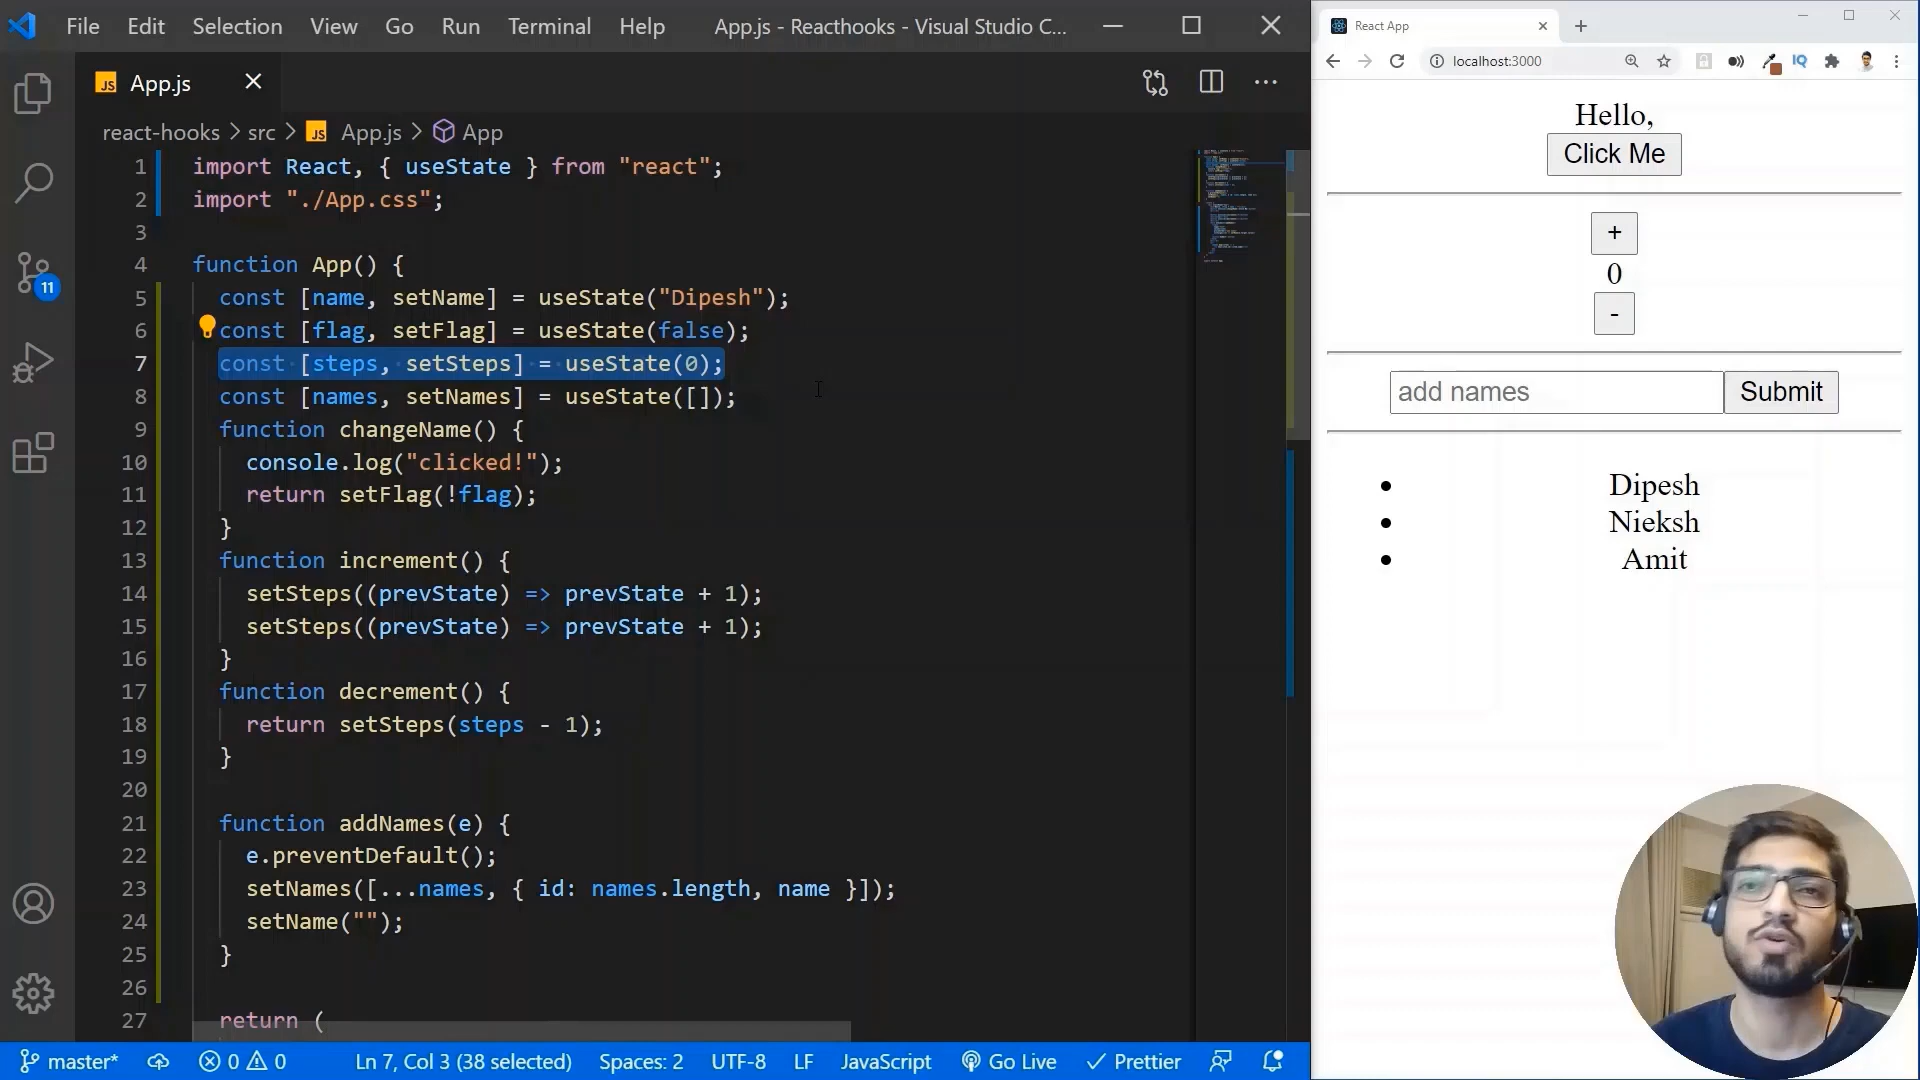 File Edit Selection View Go Run Terminal Help App.js - Reacthooks - Visual Studio C...
JS App.js
react-hooks > src > JS App.js > App
1 import React, { useState } from "react";
2 import "./App.css";
3
4 function App() {
5 const [name, setName] = useState("Dipesh");
6 const [flag, setFlag] = useState(false);
7 const [steps, setSteps] = useState(0);
8 const [names, setNames] = useState([]);
9 function changeName() {
10 console.log("clicked!");
11 return setFlag(!flag);
12 }
13 function increment() {
14 setSteps((prevState) => prevState + 1);
15 setSteps((prevState) => prevState + 1);
16 }
17 function decrement() {
18 return setSteps(steps - 1);
19 }
20
21 function addNames(e) {
22 e.preventDefault();
23 setNames([...names, { id: names.length, name }]);
24 setName("");
25 }
26
27 return (
11
master* 0 0 Ln 7, Col 3 (38 selected) Spaces: 2 UTF-8 LF JavaScript Go Live Prettier
React App
localhost:3000 IQ
Hello,
Click Me
+
0
-
add names Submit
Dipesh
Nieksh
Amit